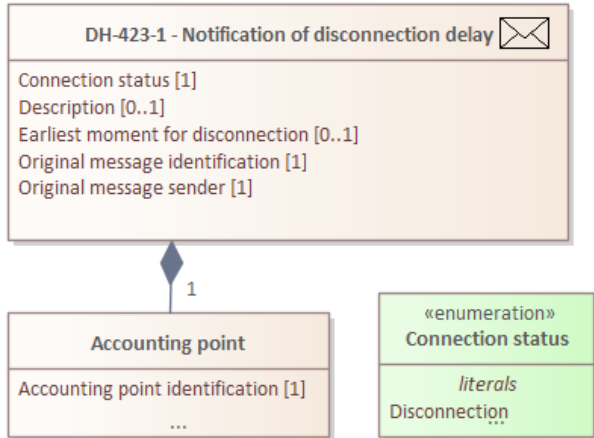 DH-423-1 - Notification of disconnection delay
Connection status [1]
Description [0..1]
Earliest moment for disconnection [0..1]
Original message identification [1]
Original message sender [1]
1
Accounting point
Accounting point identification [1]
...
«enumeration»
Connection status
literals
Disconnection
...